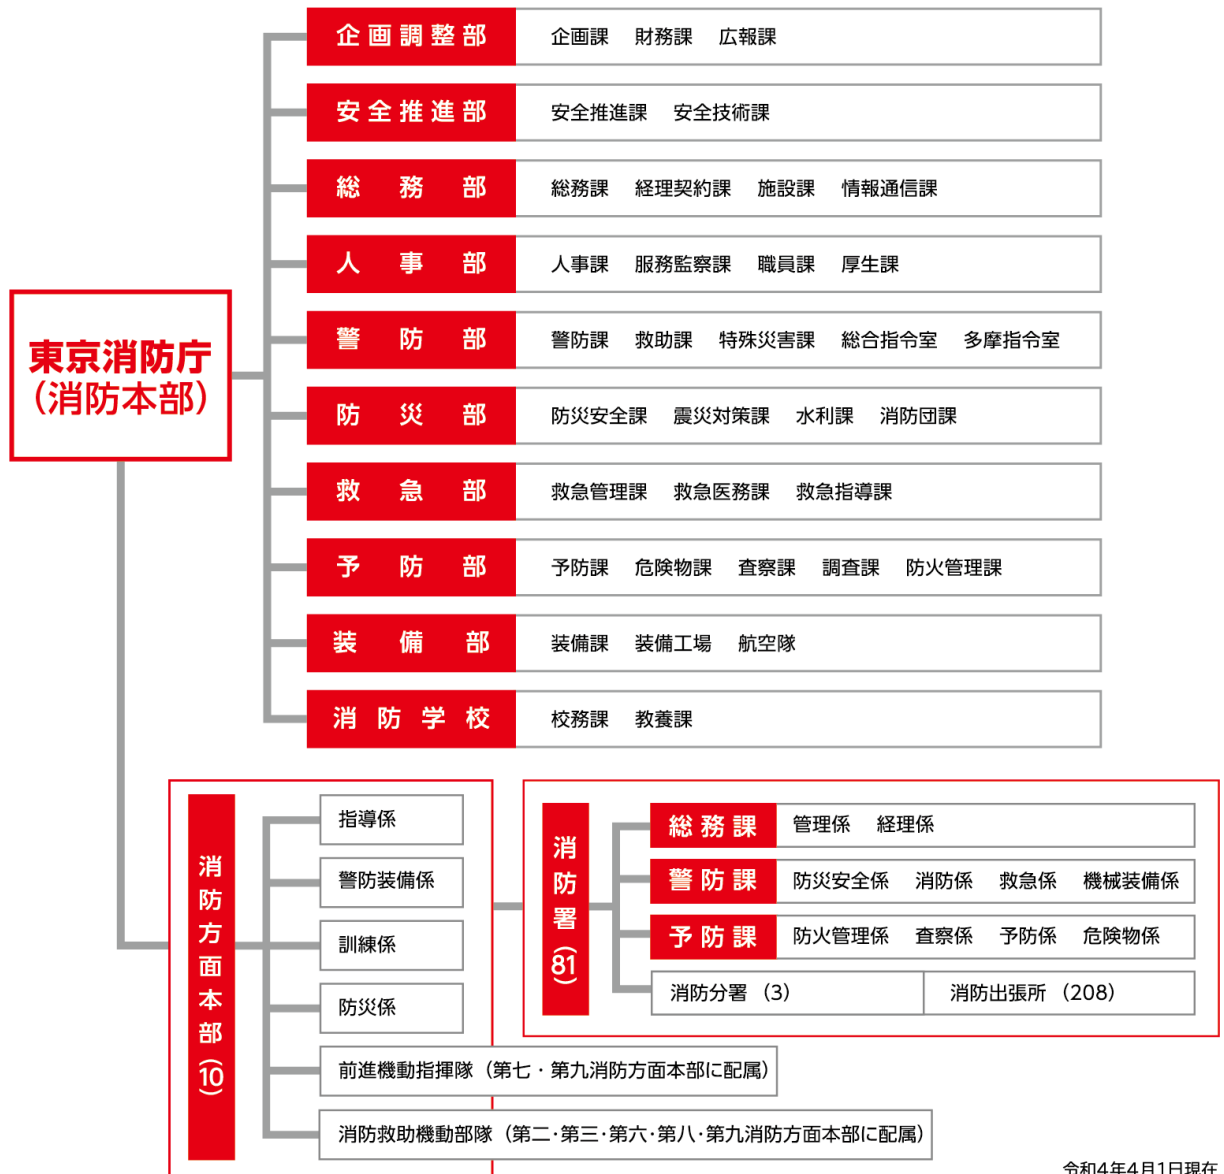 企画調整部 企画課 財務課 広報課
安全推進部 安全推進課 安全技術課
総務部 総務課 経理契約課 施設課 情報通信課
人事部 人事課 服務監察課 職員課 厚生課
東京消防庁
（消防本部）
警防部 警防課 救助課 特殊災害課 総合指令室 多摩指令室
防災部 防災安全課 震災対策課 水利課 消防団課
救急部 救急管理課 救急医務課 救急指導課
予防部 予防課 危険物課 査察課 調査課 防火管理課
装備部 装備課 装備工場 航空隊
消防学校 校務課 教養課
消防方面本部（10）
指導係
警防装備係
訓練係
防災係
前進機動指揮隊（第七・第九消防方面本部に配属）
消防救助機動部隊（第二・第三・第六・第八・第九消防方面本部に配属）
消防署（81）
総務課 管理係 経理係
警防課 防災安全係 消防係 救急係 機械装備係
予防課 防火管理係 査察係 予防係 危険物係
消防分署（3） 消防出張所（208）
令和4年4月1日現在